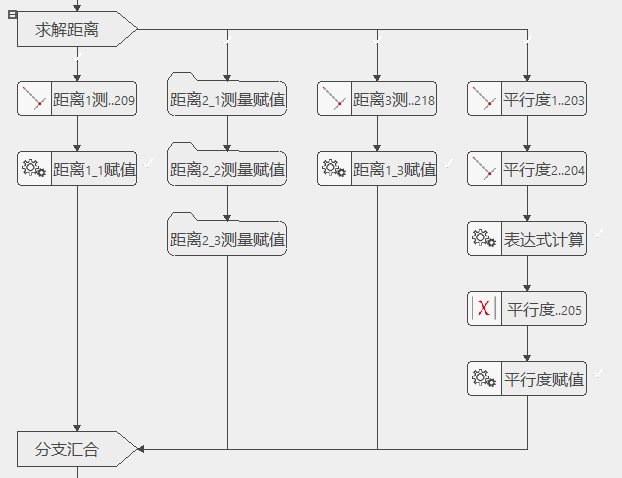 求解距离
距离1测..209
距离2_1测量赋值
距离3测..218
平行度1..203
距离1_1赋值
距离2_2测量赋值
距离1_3赋值
平行度2..204
距离2_3测量赋值
表达式计算
平行度..205
平行度赋值
分支汇合